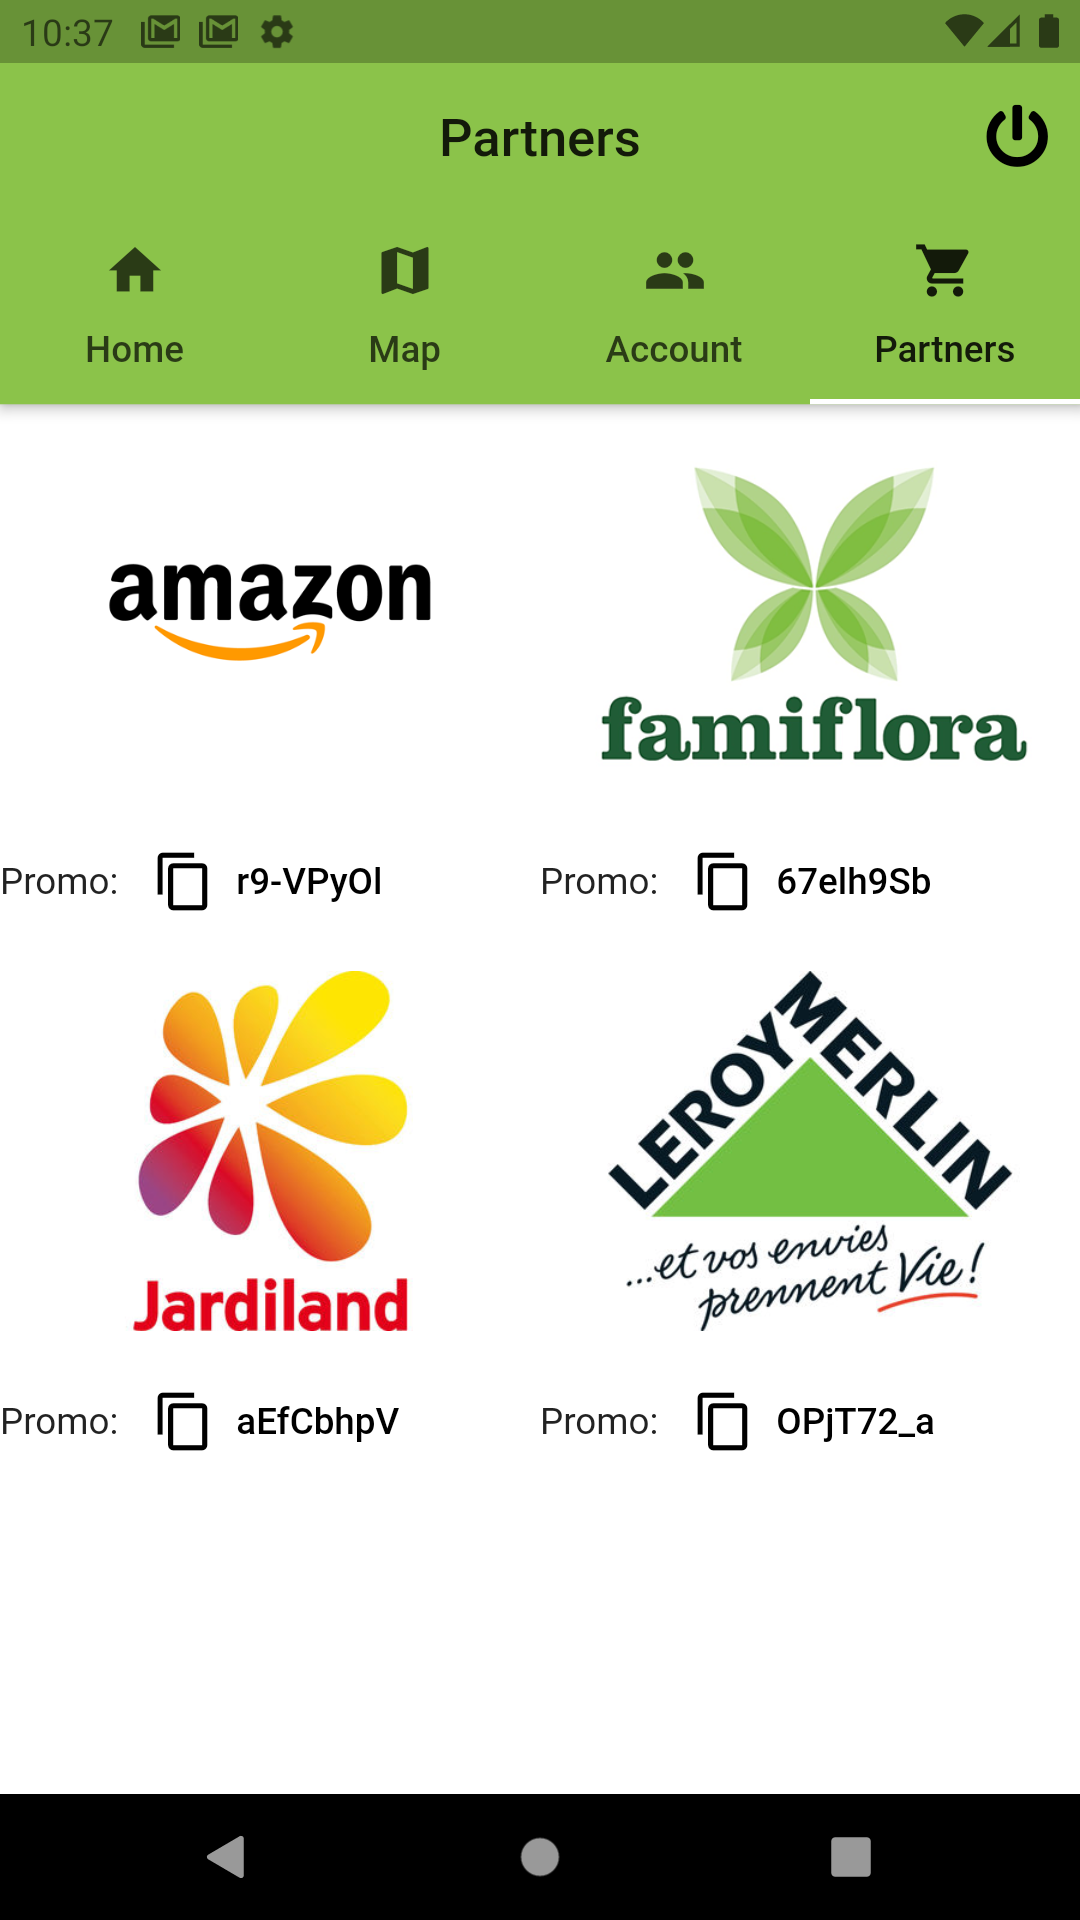 10:37
Partners
Home
Map
Account
Partners
amazon
famiflora
Promo: r9-VPyOl
Promo: 67elh9Sb
Jardiland
LEROY MERLIN
...et vos envies
prennent Vie !
Promo: aEfCbhpV
Promo: OPjT72_a